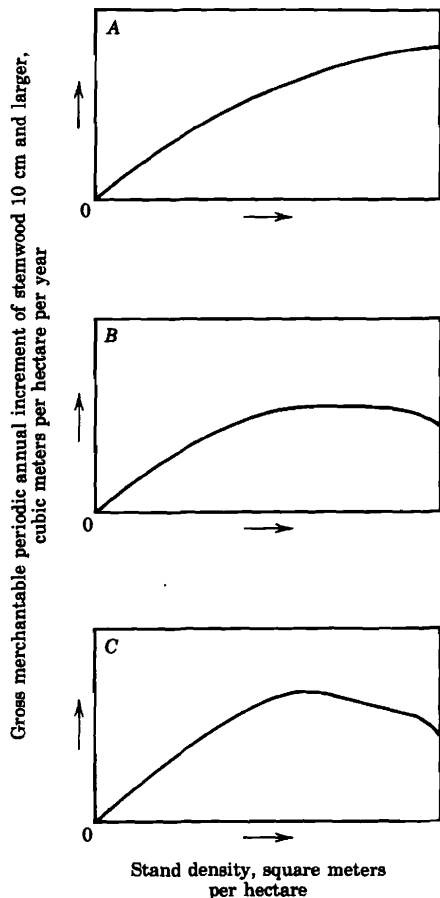 Gross merchantable periodic annual increment of stemwood 10 cm and larger,
cubic meters per hectare per year
A
0
B
0
C
0
Stand density, square meters
per hectare